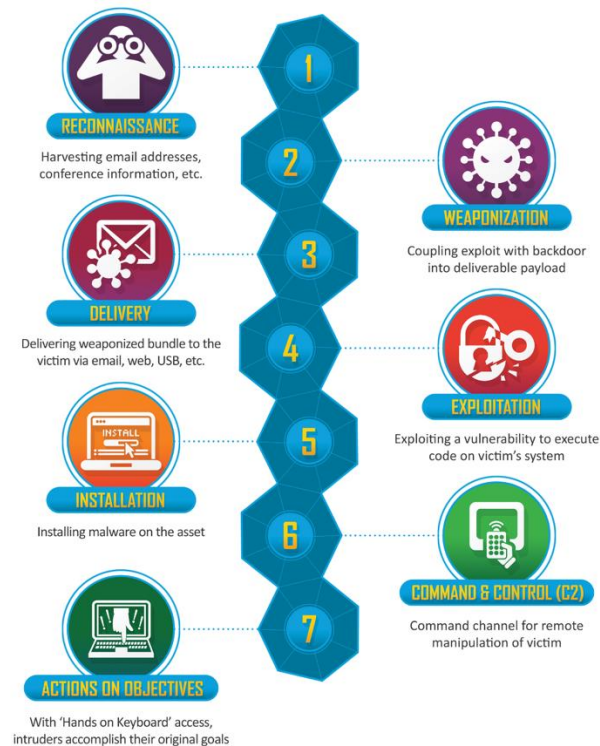 1
RECONNAISSANCE
Harvesting email addresses,
conference information, etc.
2
WEAPONIZATION
Coupling exploit with backdoor
into deliverable payload
3
DELIVERY
Delivering weaponized bundle to the
victim via email, web, USB, etc.
4
EXPLOITATION
Exploiting a vulnerability to execute
code on victim's system
5
INSTALL
INSTALLATION
Installing malware on the asset
6
COMMAND & CONTROL (C2)
Command channel for remote
manipulation of victim
7
ACTIONS ON OBJECTIVES
With 'Hands on Keyboard' access,
intruders accomplish their original goals